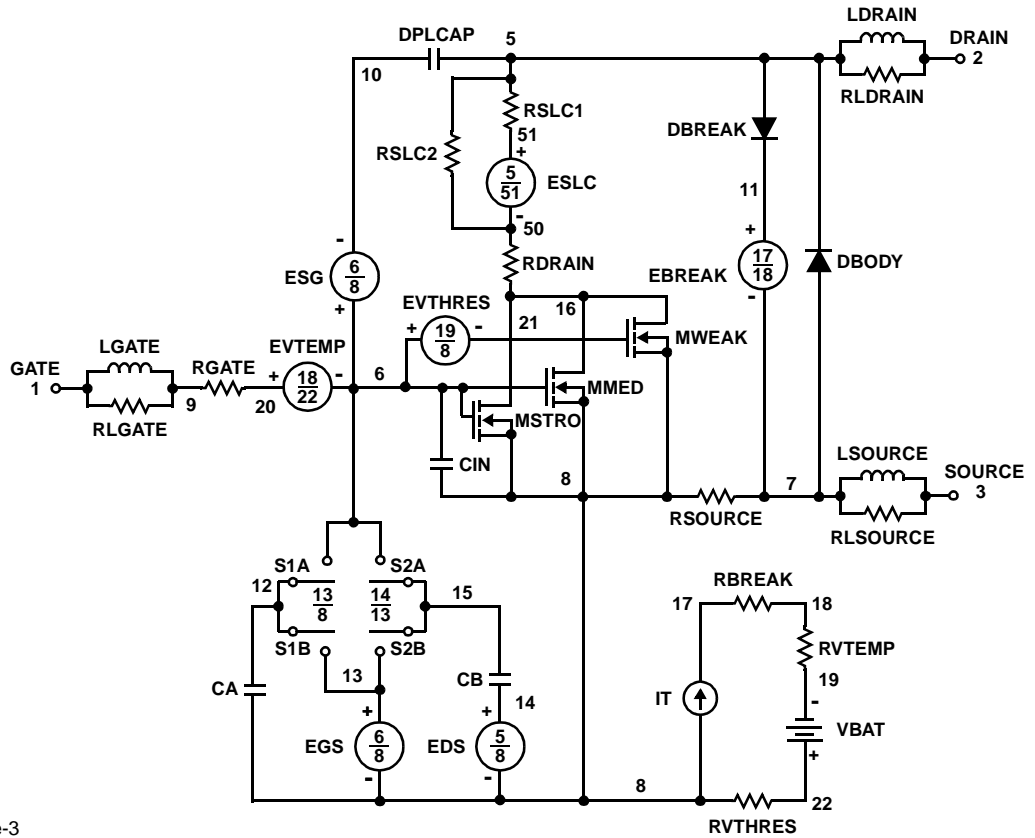 LDRAIN
DPLCAP 5 DRAIN
10 2
RLDRAIN
RSLC1
51 DBREAK
+
RSLC2
5
51
ESLC
11
-
50
- +
RDRAIN
17
18
ESG
6
8
EBREAK DBODY
+
EVTHRES
16
-
+
19
8
- 21
MWEAK
LGATE EVTEMP
GATE RGATE
1
+
18
22
- 6
MMED
9 20
RLGATE
MSTRO
CIN
LSOURCE
8 7 SOURCE
3
RSOURCE
RLSOURCE
S1A S2A
12
13
8
14
13
15
RBREAK
17 18
S1B S2B
RVTEMP
13
CB
19
CA
14
IT
-
+ +
VBAT
EGS
6
8
EDS
5
8
+
- -
8
22
RVTHRES
e-3